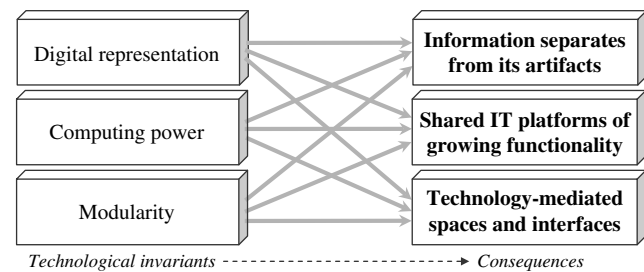 Digital representation
Information separates
from its artifacts
Computing power
Shared IT platforms of
growing functionality
Modularity
Technology-mediated
spaces and interfaces
Technological invariants
Consequences